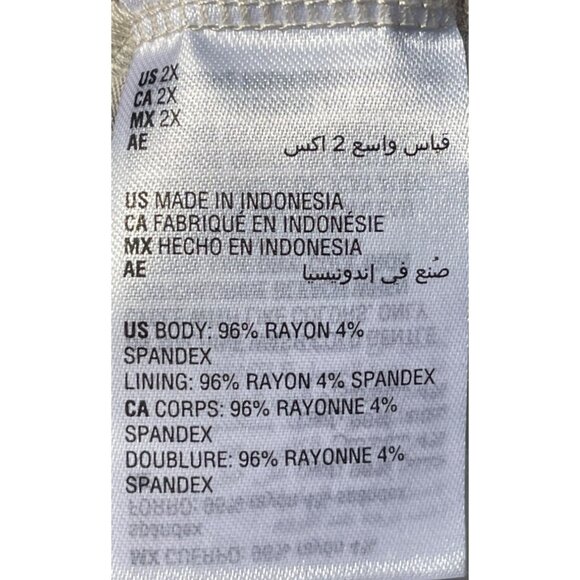 US 2X
CA 2X
MX 2X
AE قياس واسع 2 اكس
US MADE IN INDONESIA
CA FABRIQUÉ EN INDONÉSIE
MX HECHO EN INDONESIA
AE صُنع في إندونيسيا
US BODY: 96% RAYON 4%
SPANDEX
LINING: 96% RAYON 4% SPANDEX
CA CORPS: 96% RAYONNE 4%
SPANDEX
DOUBLURE: 96% RAYONNE 4%
SPANDEX